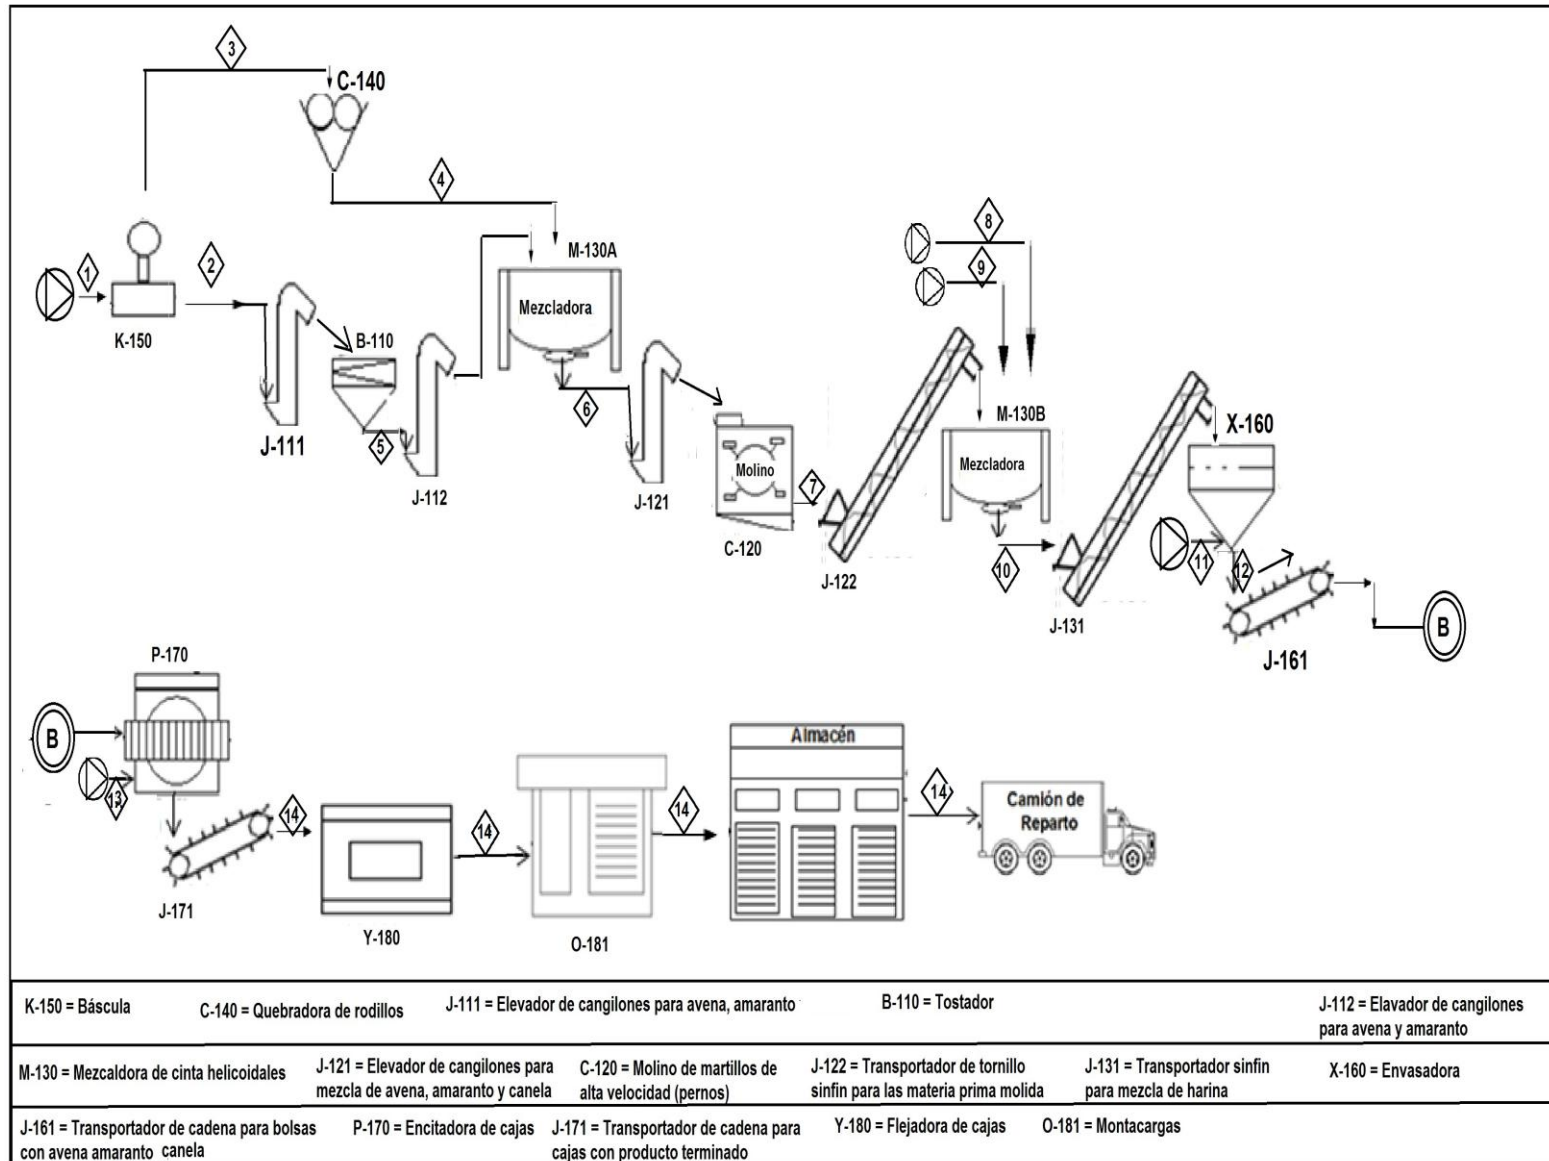 3
C-140
4
8
M-130A
9
1
2
Mezcladora
K-150
B-110
X-160
M-130B
6
5
J-111
Molino
Mezcladora
7
J-112
J-121
C-120
10
11
12
J-122
J-131
J-161
B
P-170
B
Almacén
13
14
14
14
14
Camión de
Reparto
J-171
Y-180
O-181
K-150 = Báscula
C-140 = Quebradora de rodillos
J-111 = Elevador de cangilones para avena, amaranto
B-110 = Tostador
J-112 = Elavador de cangilones
para avena y amaranto
M-130 = Mezcaldora de cinta helicoidales
J-121 = Elevador de cangilones para
mezcla de avena, amaranto y canela
C-120 = Molino de martillos de
alta velocidad (pernos)
J-122 = Transportador de tornillo
sinfin para las materia prima molida
J-131 = Transportador sinfin
para mezcla de harina
X-160 = Envasadora
J-161 = Transportador de cadena para bolsas
con avena amaranto canela
P-170 = Encitadora de cajas
J-171 = Transportador de cadena para
cajas con producto terminado
Y-180 = Flejadora de cajas
O-181 = Montacargas